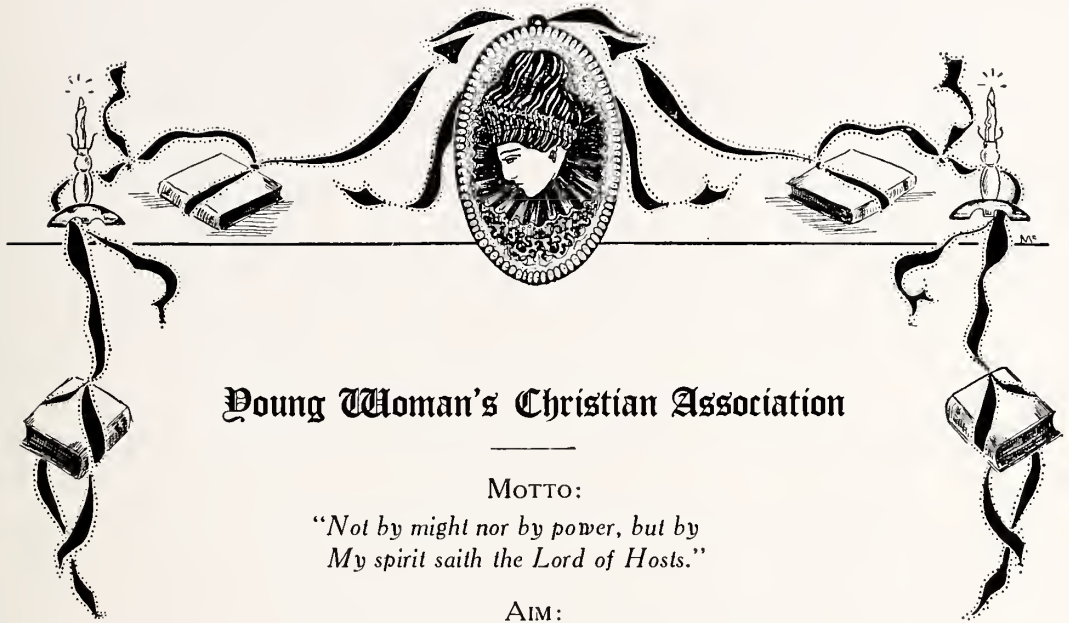 Mc
Young Woman's Christian Association
MOTTO:
"Not by might nor by power, but by
My spirit saith the Lord of Hosts."
AIM: